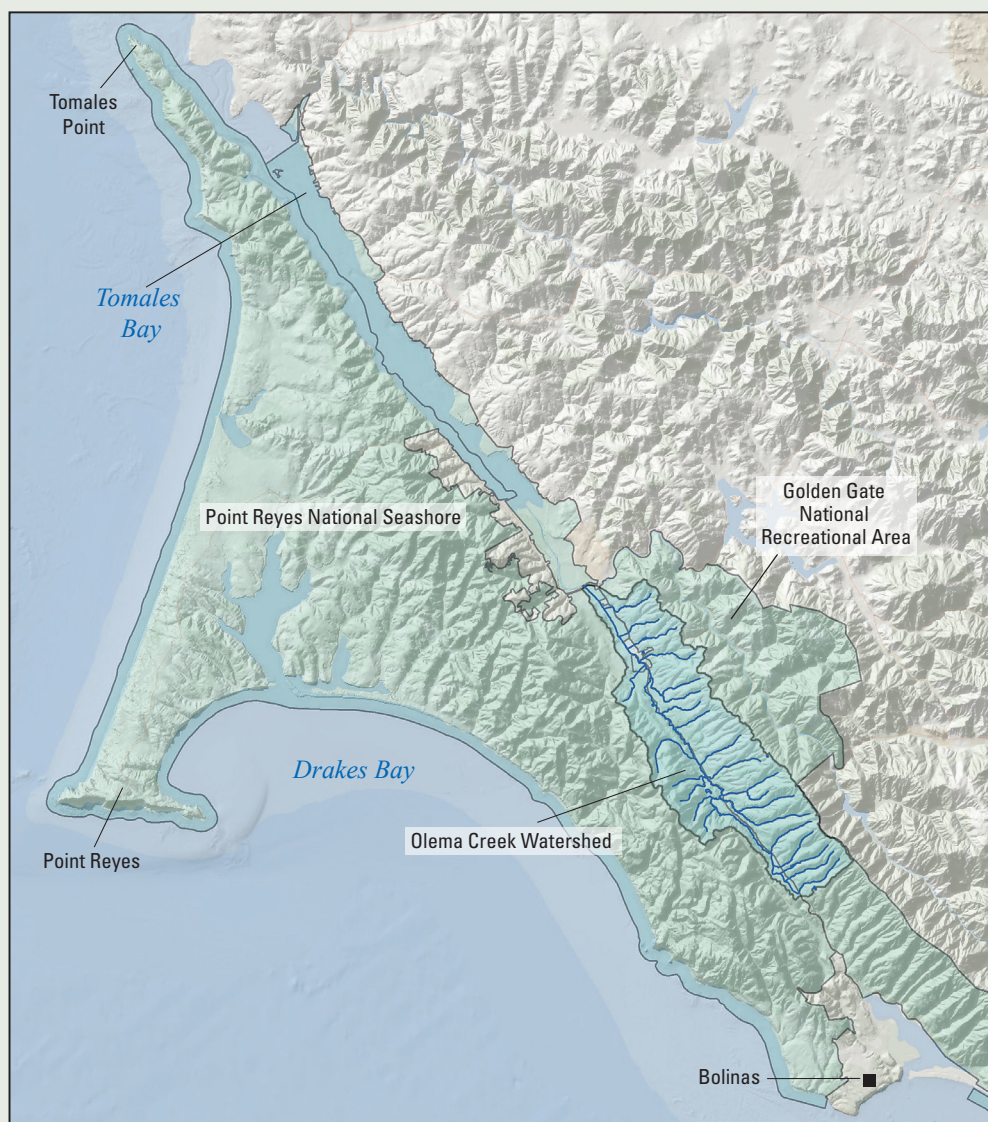 Tomales
Point
Tomales
Bay
Point Reyes National Seashore
Golden Gate
National
Recreational Area
Drakes Bay
Olema Creek Watershed
Point Reyes
Bolinas